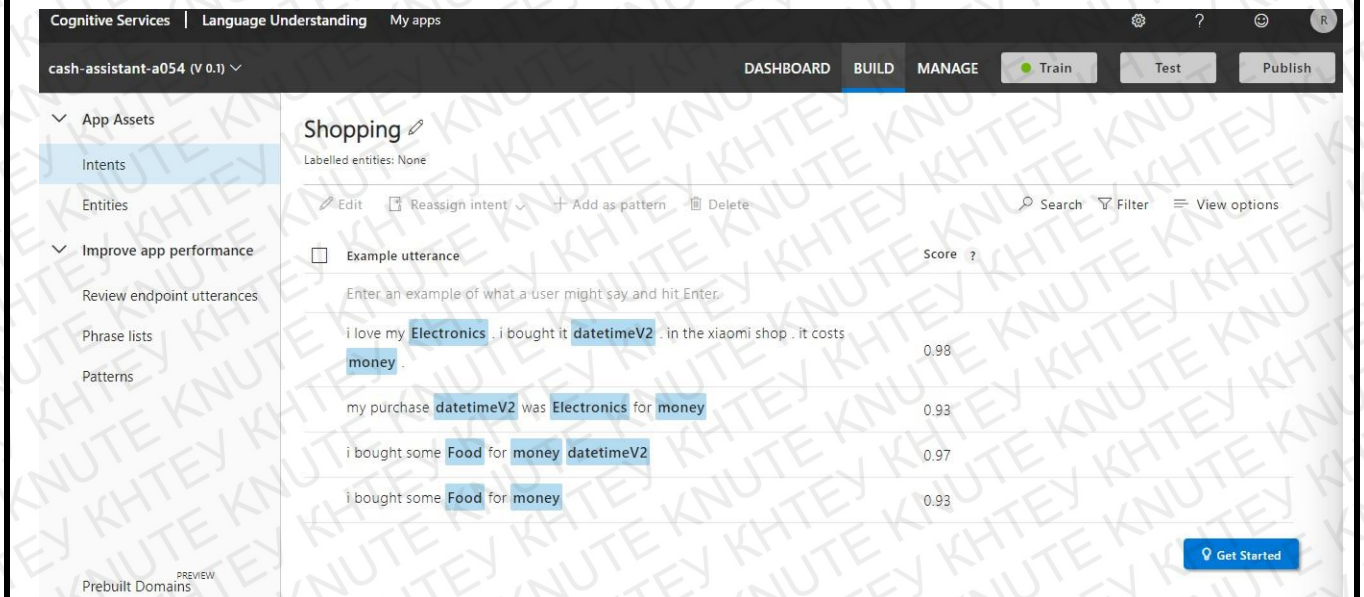 Cognitive Services | Language Understanding My apps ? R
cash-assistant-a054 (V 0.1) DASHBOARD BUILD MANAGE Train Test Publish
App Assets
Intents
Entities
Improve app performance
Review endpoint utterances
Phrase lists
Patterns
Prebuilt Domains PREVIEW
Shopping
Labelled entities: None
Edit Reassign intent + Add as pattern Delete Search Filter View options
Example utterance Score ?
Enter an example of what a user might say and hit Enter.
i love my Electronics . i bought it datetimeV2 . in the xiaomi shop . it costs
money . 0.98
my purchase datetimeV2 was Electronics for money 0.93
i bought some Food for money datetimeV2 0.97
i bought some Food for money 0.93
Get Started
KNUTE KHTEY